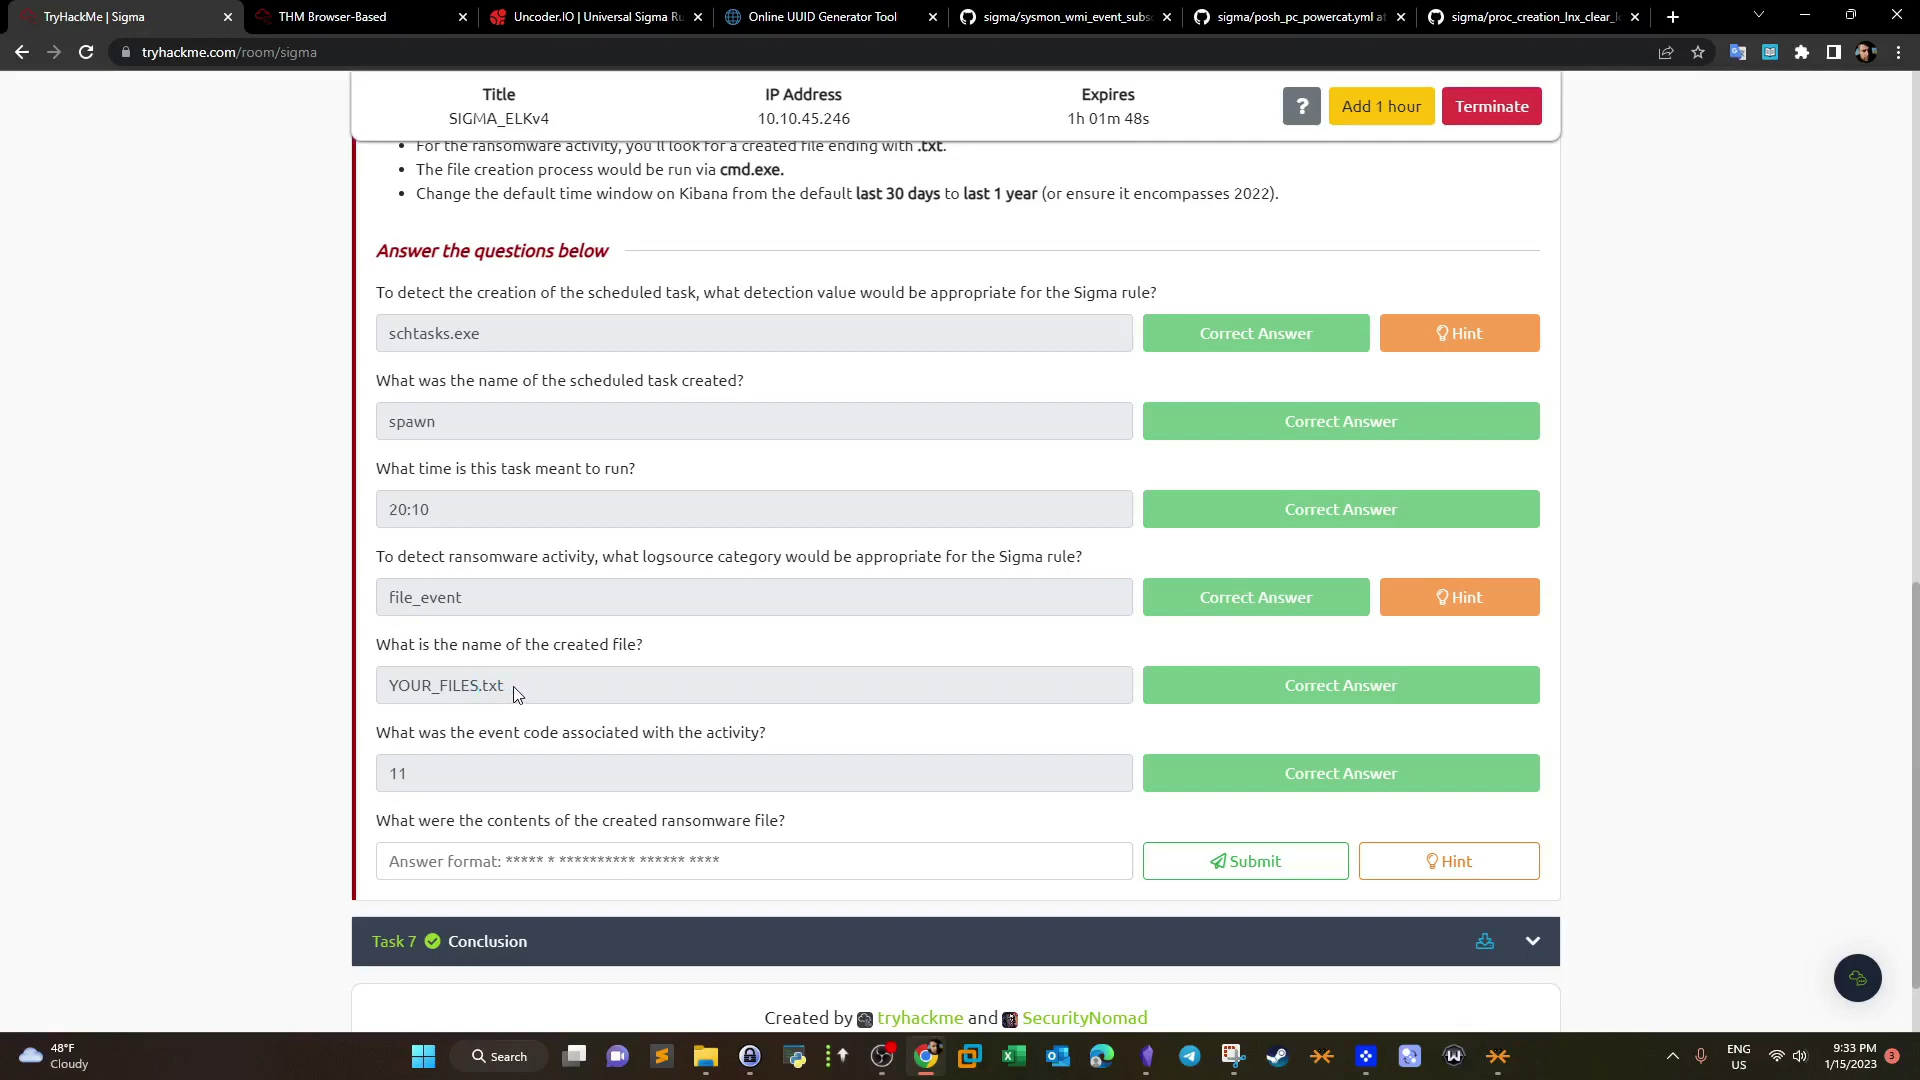 TryHackMe | Sigma
THM Browser-Based
Uncoder.IO | Universal Sigma Ru
Online UUID Generator Tool
sigma/sysmon_wmi_event_subs
sigma/posh_pc_powercat.yml at
sigma/proc_creation_lnx_clear_l
tryhackme.com/room/sigma
Title
SIGMA_ELKv4
IP Address
10.10.45.246
Expires
1h 01m 48s
?
Add 1 hour
Terminate
• For the ransomware activity, you'll look for a created file ending with .txt.
• The file creation process would be run via cmd.exe.
• Change the default time window on Kibana from the default last 30 days to last 1 year (or ensure it encompasses 2022).
Answer the questions below
To detect the creation of the scheduled task, what detection value would be appropriate for the Sigma rule?
schtasks.exe
Correct Answer
Hint
What was the name of the scheduled task created?
spawn
Correct Answer
What time is this task meant to run?
20:10
Correct Answer
To detect ransomware activity, what logsource category would be appropriate for the Sigma rule?
file_event
Correct Answer
Hint
What is the name of the created file?
YOUR_FILES.txt
Correct Answer
What was the event code associated with the activity?
11
Correct Answer
What were the contents of the created ransomware file?
Answer format: ***** * ********** ****** ****
Submit
Hint
Task 7 Conclusion
Created by tryhackme and SecurityNomad
48°F
Cloudy
Search
ENG
US
9:33 PM
1/15/2023
3